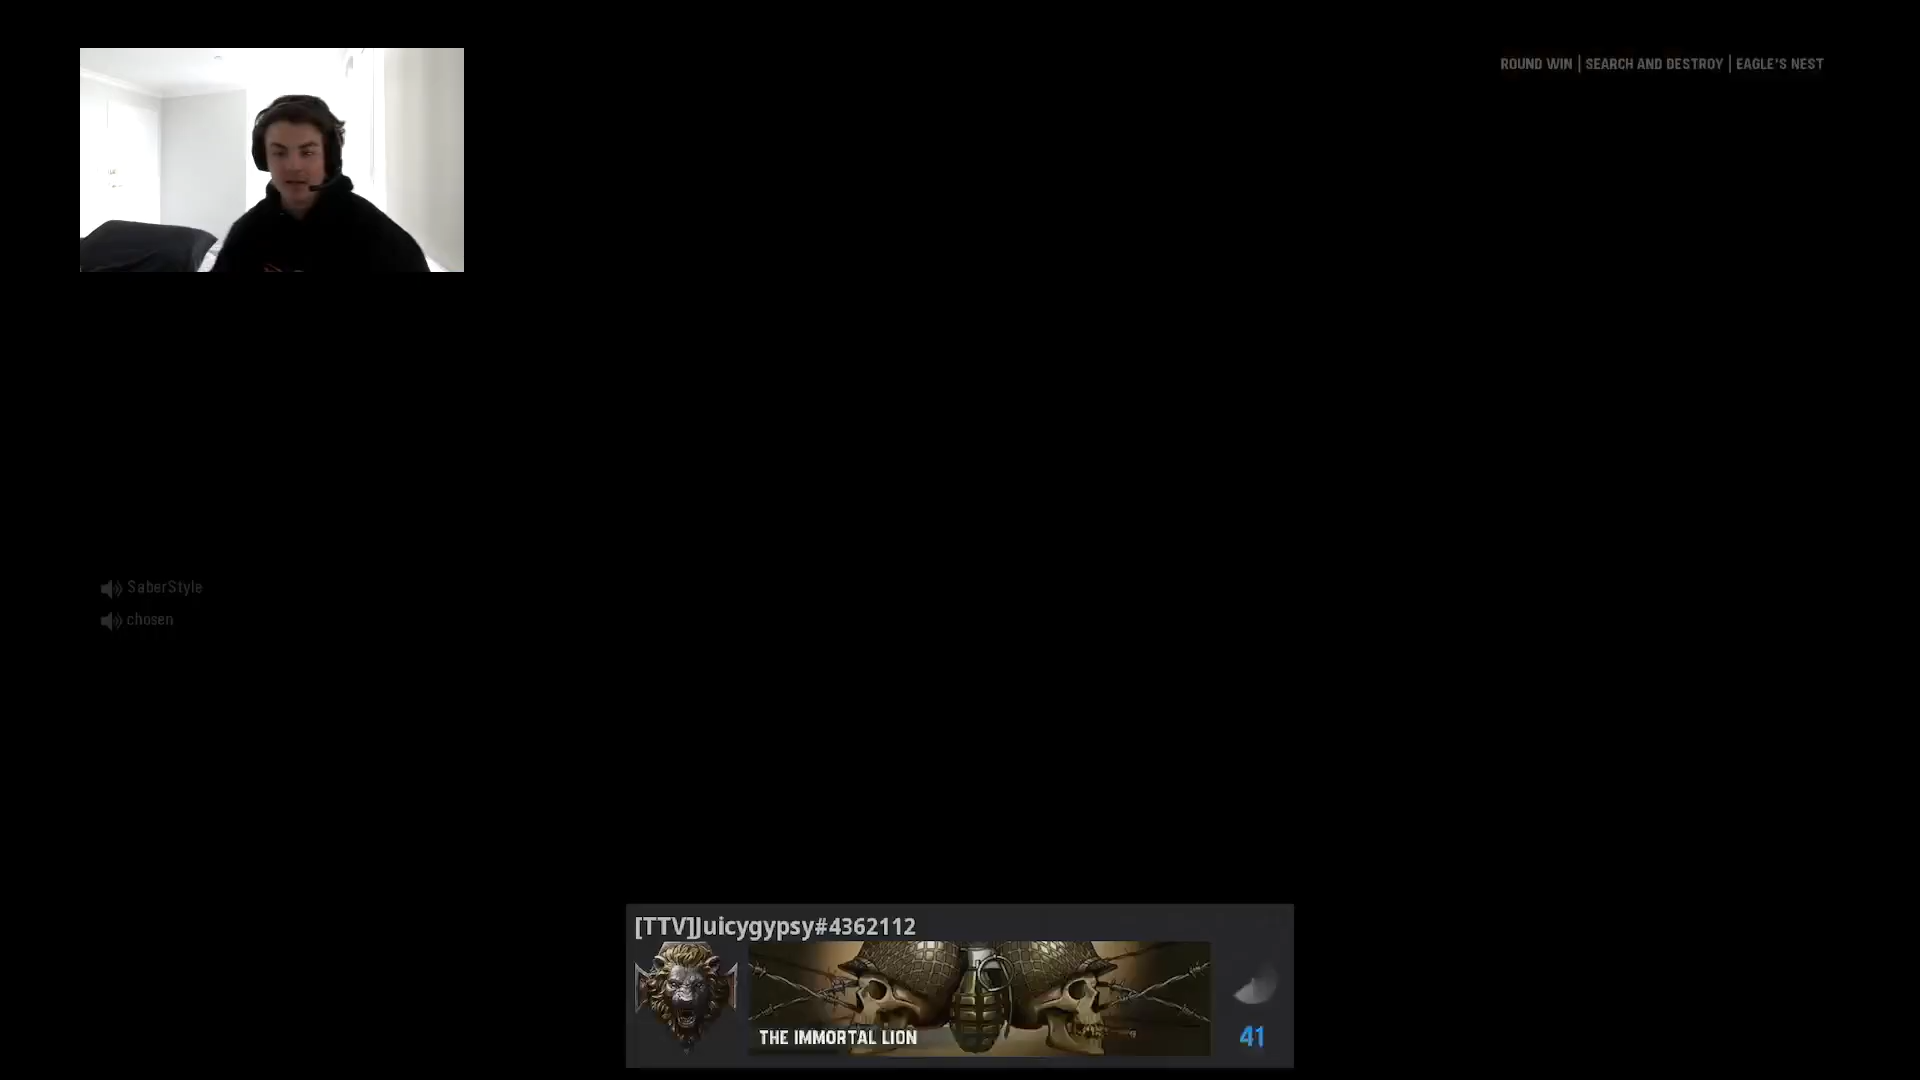 ROUND WIN | SEARCH AND DESTROY | EAGLE'S NEST
SaberStyle
chosen
[TTV]Juicygypsy#4362112
THE IMMORTAL LION
41